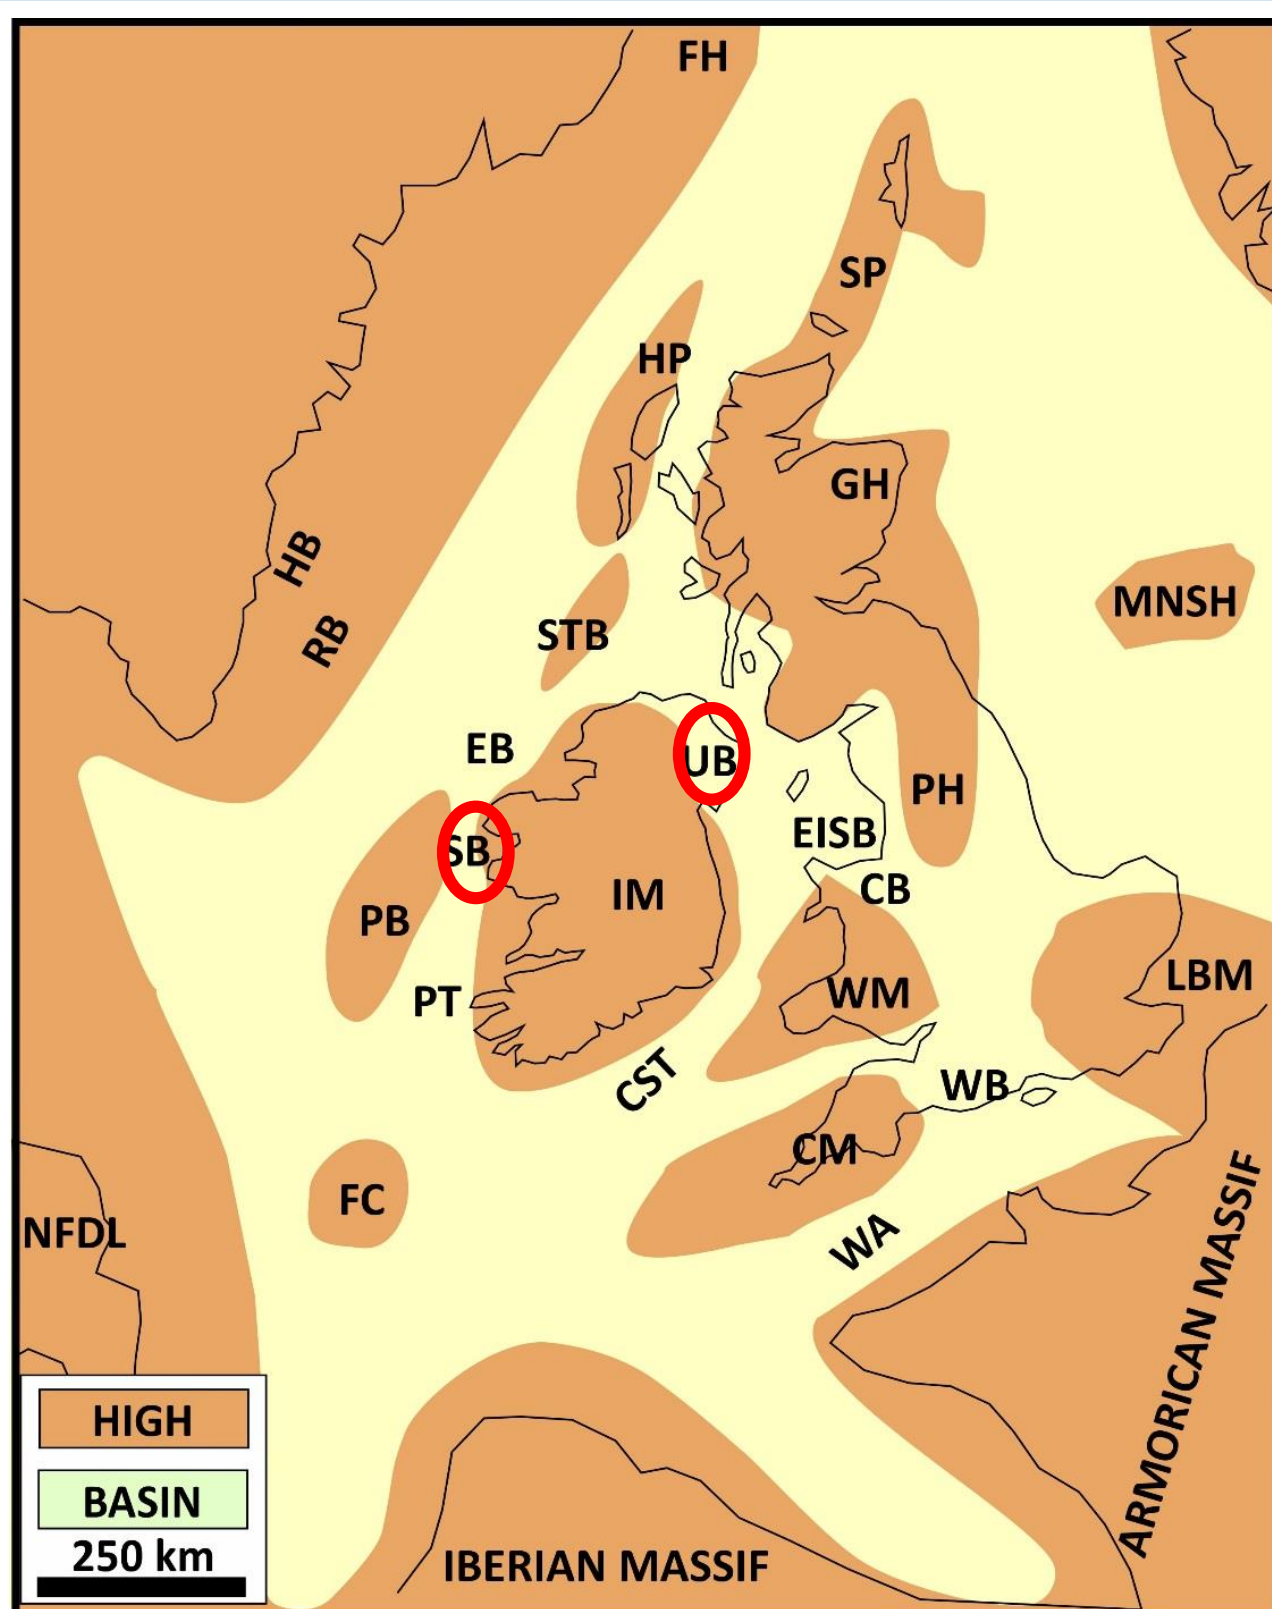 FH
SP
HP
GH
HB
MNSH
RB
STB
EB
UB
PH
EISB
SB
CB
IM
PB
LBM
WM
PT
CST
WB
CM
FC
NFDL
WA
ARMORICAN MASSIF
HIGH
BASIN
250 km
IBERIAN MASSIF